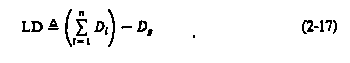 LD ≜ (∑_{i=1}^{n} D_i) − D_g (2-17)